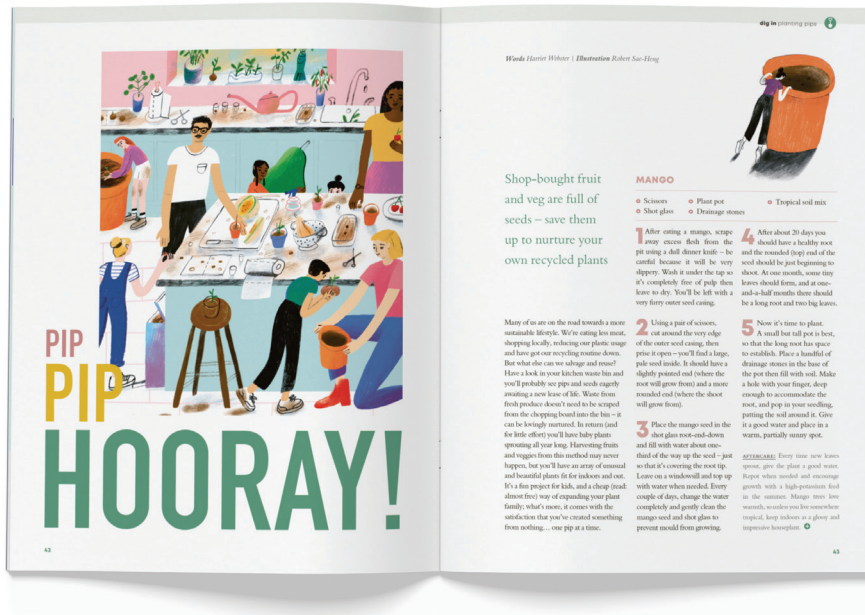 PIP
PIP
HOORAY!
42
dig in planting pips
Words Harriet Webster | Illustration Robert Sae-Heng
Shop-bought fruit
and veg are full of
seeds – save them
up to nurture your
own recycled plants
Many of us are on the road towards a more
sustainable lifestyle. We're eating less meat,
shopping locally, reducing our plastic usage
and have got our recycling routine down.
But what else can we salvage and reuse?
Have a look in your kitchen waste bin and
you'll probably see pips and seeds eagerly
awaiting a new lease of life. Waste from
fresh produce doesn't need to be scraped
from the chopping board into the bin – it
can be lovingly nurtured. In return (and
for little effort) you'll have baby plants
sprouting all year long. Harvesting fruits
and veggies from this method may never
happen, but you'll have an array of unusual
and beautiful plants fit for indoors and out.
It's a fun project for kids, and a cheap (read:
almost free) way of expanding your plant
family; what's more, it comes with the
satisfaction that you've created something
from nothing… one pip at a time.
MANGO
Scissors
Shot glass
Plant pot
Drainage stones
Tropical soil mix
1 After eating a mango, scrape
away excess flesh from the
pit using a dull dinner knife – be
careful because it will be very
slippery. Wash it under the tap so
it's completely free of pulp then
leave to dry. You'll be left with a
very furry outer seed casing.
2 Using a pair of scissors,
cut around the very edge
of the outer seed casing, then
prise it open – you'll find a large,
pale seed inside. It should have a
slightly pointed end (where the
root will grow from) and a more
rounded end (where the shoot
will grow from).
3 Place the mango seed in the
shot glass root-end-down
and fill with water about one-
third of the way up the seed – just
so that it's covering the root tip.
Leave on a windowsill and top up
with water when needed. Every
couple of days, change the water
completely and gently clean the
mango seed and shot glass to
prevent mould from growing.
4 After about 20 days you
should have a healthy root
and the rounded (top) end of the
seed should be just beginning to
shoot. At one month, some tiny
leaves should form, and at one-
and-a-half months there should
be a long root and two big leaves.
5 Now it's time to plant.
A small but tall pot is best,
so that the long root has space
to establish. Place a handful of
drainage stones in the base of
the pot then fill with soil. Make
a hole with your finger, deep
enough to accommodate the
root, and pop in your seedling,
patting the soil around it. Give
it a good water and place in a
warm, partially sunny spot.
AFTERCARE: Every time new leaves
sprout, give the plant a good water.
Repot when needed and encourage
growth with a high-potassium feed
in the summer. Mango trees love
warmth, so unless you live somewhere
tropical, keep indoors as a glossy and
impressive houseplant.
43